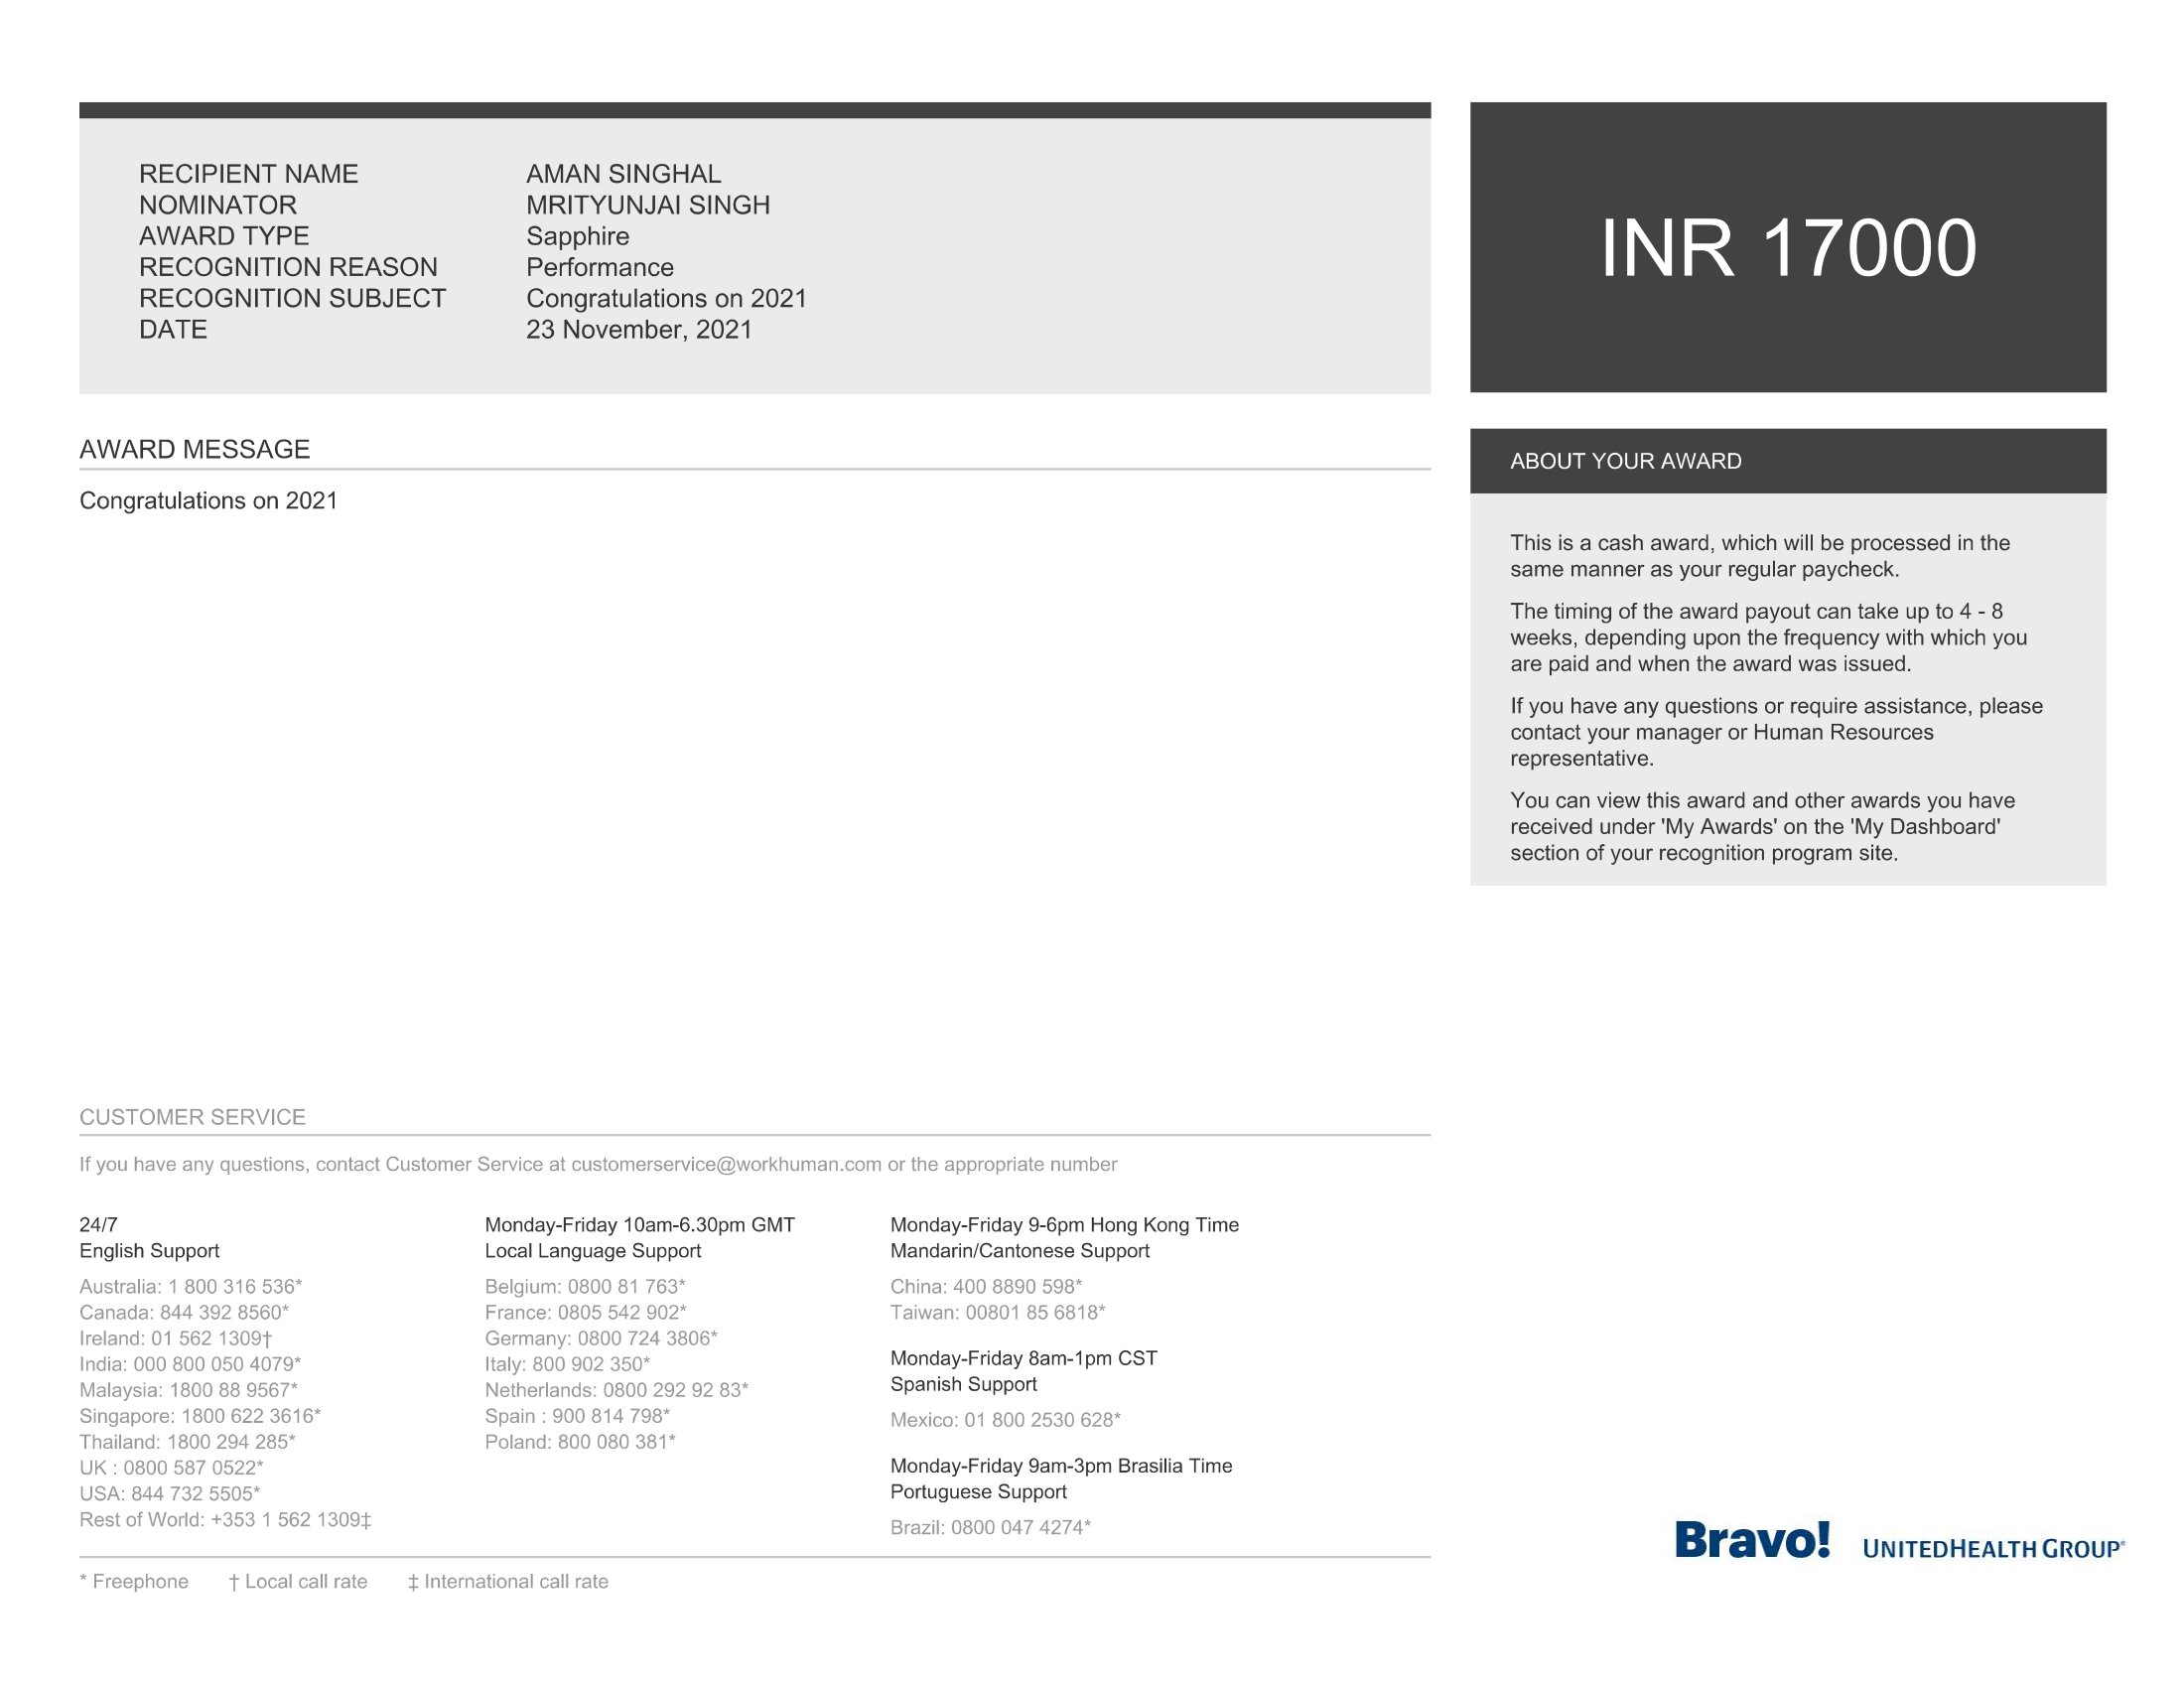 RECIPIENT NAME AMAN SINGHAL
NOMINATOR MRITYUNJAI SINGH
AWARD TYPE Sapphire
RECOGNITION REASON Performance
RECOGNITION SUBJECT Congratulations on 2021
DATE 23 November, 2021
INR 17000
AWARD MESSAGE
Congratulations on 2021
ABOUT YOUR AWARD
This is a cash award, which will be processed in the
same manner as your regular paycheck.
The timing of the award payout can take up to 4 - 8
weeks, depending upon the frequency with which you
are paid and when the award was issued.
If you have any questions or require assistance, please
contact your manager or Human Resources
representative.
You can view this award and other awards you have
received under 'My Awards' on the 'My Dashboard'
section of your recognition program site.
CUSTOMER SERVICE
If you have any questions, contact Customer Service at customerservice@workhuman.com or the appropriate number
24/7
English Support
Australia: 1 800 316 536*
Canada: 844 392 8560*
Ireland: 01 562 1309†
India: 000 800 050 4079*
Malaysia: 1800 88 9567*
Singapore: 1800 622 3616*
Thailand: 1800 294 285*
UK : 0800 587 0522*
USA: 844 732 5505*
Rest of World: +353 1 562 1309‡
Monday-Friday 10am-6.30pm GMT
Local Language Support
Belgium: 0800 81 763*
France: 0805 542 902*
Germany: 0800 724 3806*
Italy: 800 902 350*
Netherlands: 0800 292 92 83*
Spain : 900 814 798*
Poland: 800 080 381*
Monday-Friday 9-6pm Hong Kong Time
Mandarin/Cantonese Support
China: 400 8890 598*
Taiwan: 00801 85 6818*
Monday-Friday 8am-1pm CST
Spanish Support
Mexico: 01 800 2530 628*
Monday-Friday 9am-3pm Brasilia Time
Portuguese Support
Brazil: 0800 047 4274*
* Freephone † Local call rate ‡ International call rate
Bravo! UNITEDHEALTH GROUP®